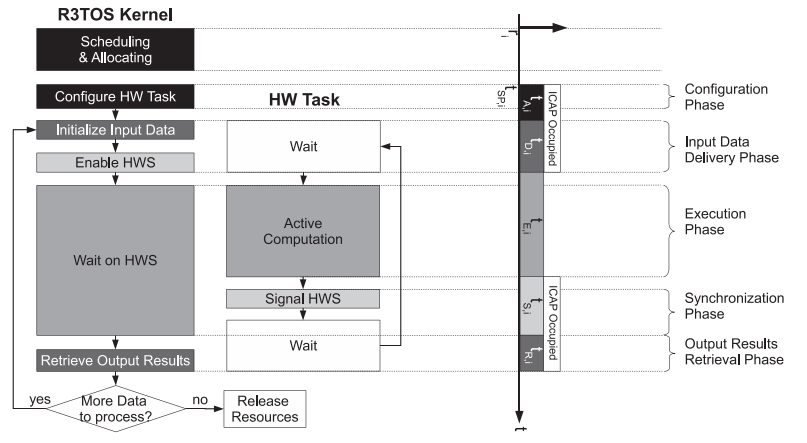 R3TOS Kernel
Scheduling
& Allocating
Configure HW Task
Initialize Input Data
Enable HWS
Wait on HWS
Retrieve Output Results
More Data
to process?
yes
no
Release
Resources
HW Task
Wait
Active
Computation
Signal HWS
Wait
r i
t SP,i
t A,i
t D,i
t E,i
t S,i
t R,i
ICAP Occupied
ICAP Occupied
t
Configuration
Phase
Input Data
Delivery Phase
Execution
Phase
Synchronization
Phase
Output Results
Retrieval Phase